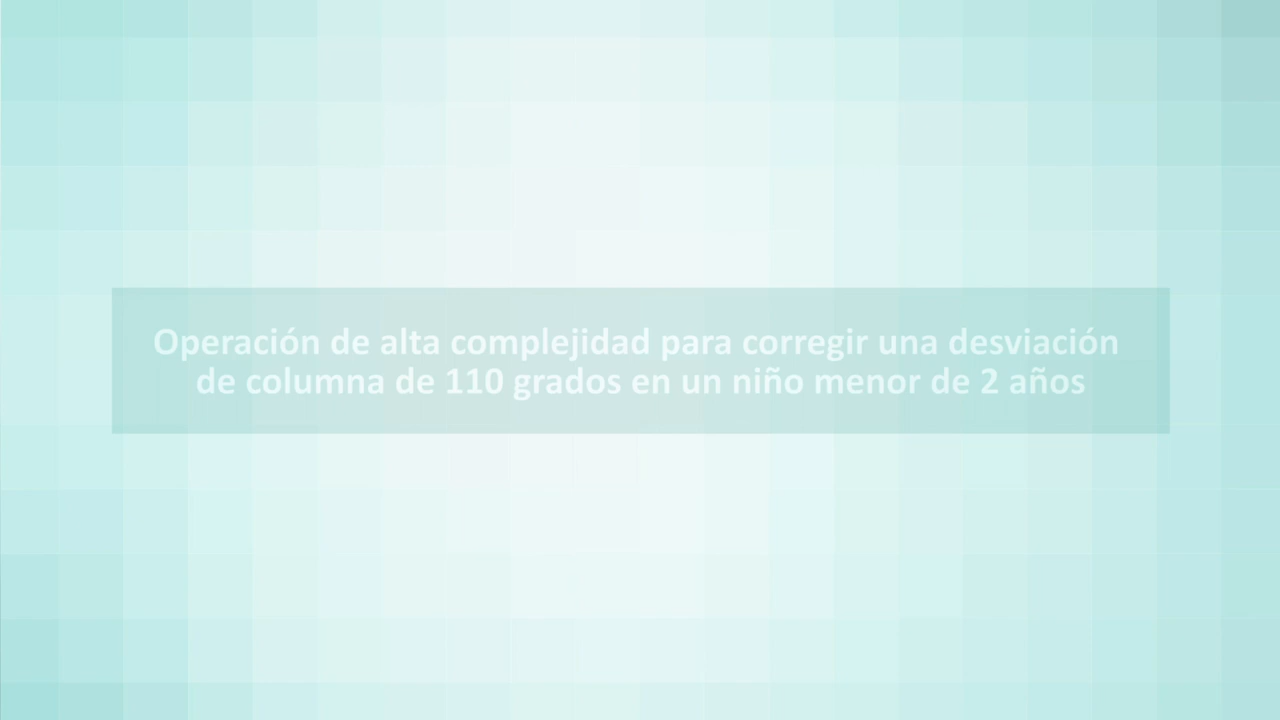 Operación de alta complejidad para corregir una desviación
de columna de 110 grados en un niño menor de 2 años